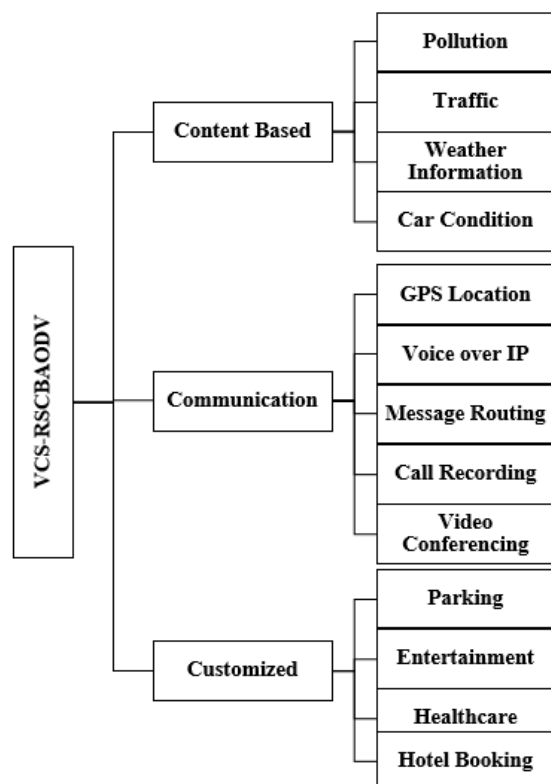 VCS-RSCBAODV
Content Based
Pollution
Traffic
Weather
Information
Car Condition
Communication
GPS Location
Voice over IP
Message Routing
Call Recording
Video
Conferencing
Customized
Parking
Entertainment
Healthcare
Hotel Booking